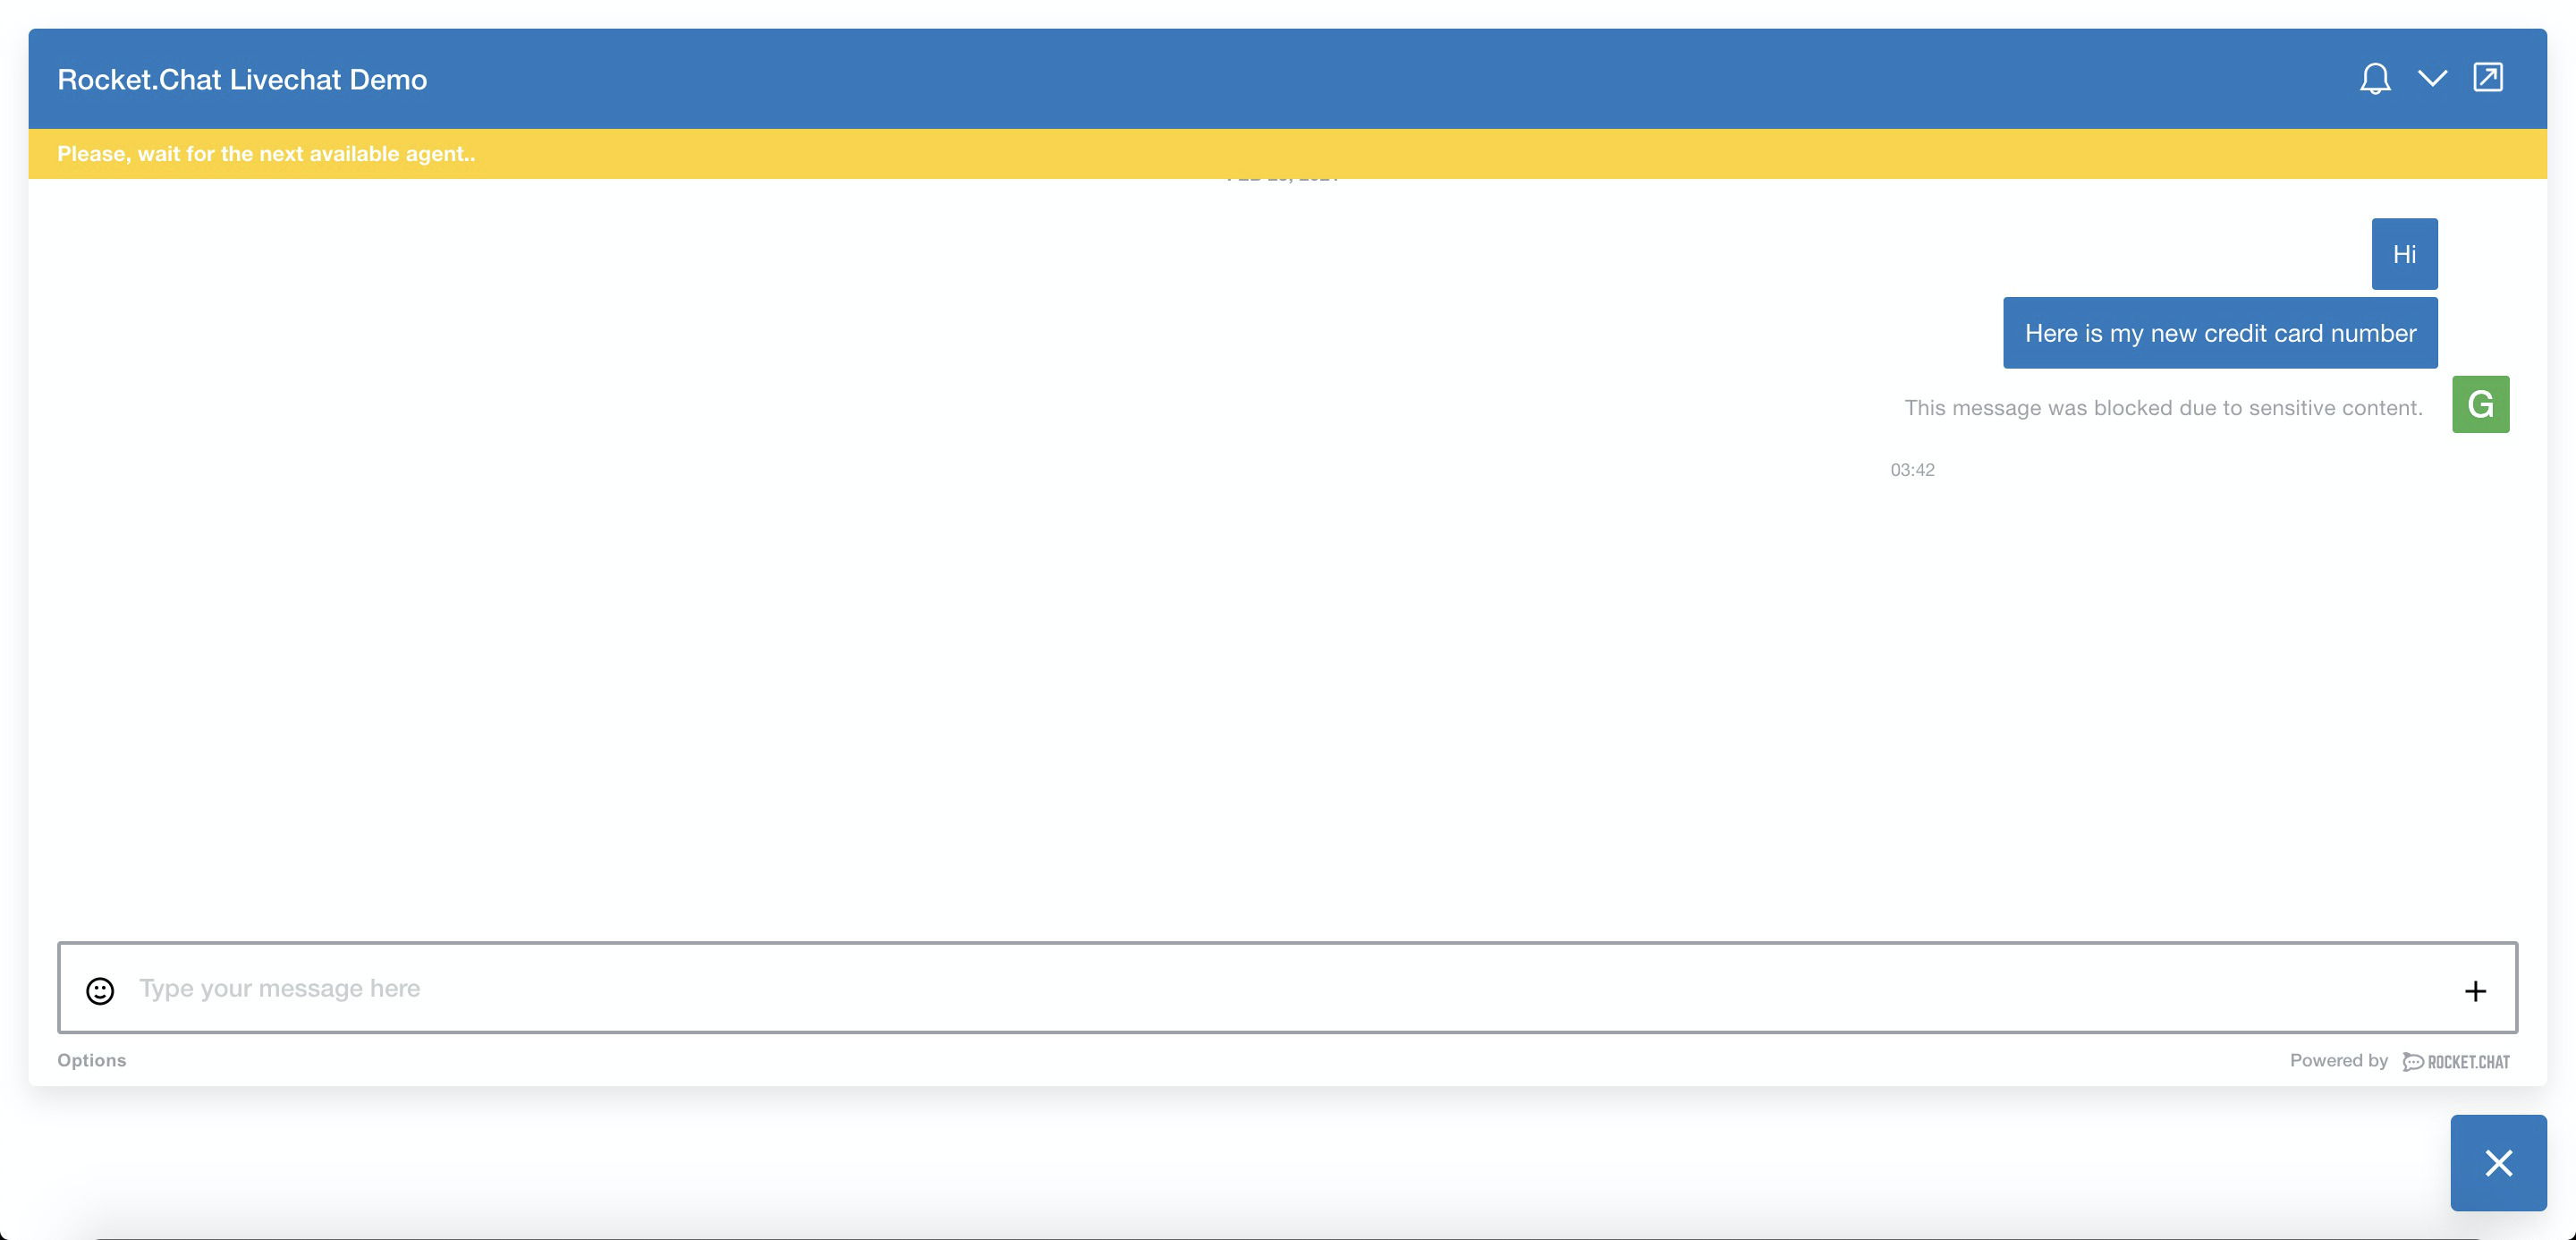 Rocket.Chat Livechat Demo
Please, wait for the next available agent..
Hi
Here is my new credit card number
This message was blocked due to sensitive content.
G
03:42
Type your message here
Options
Powered by ROCKET.CHAT